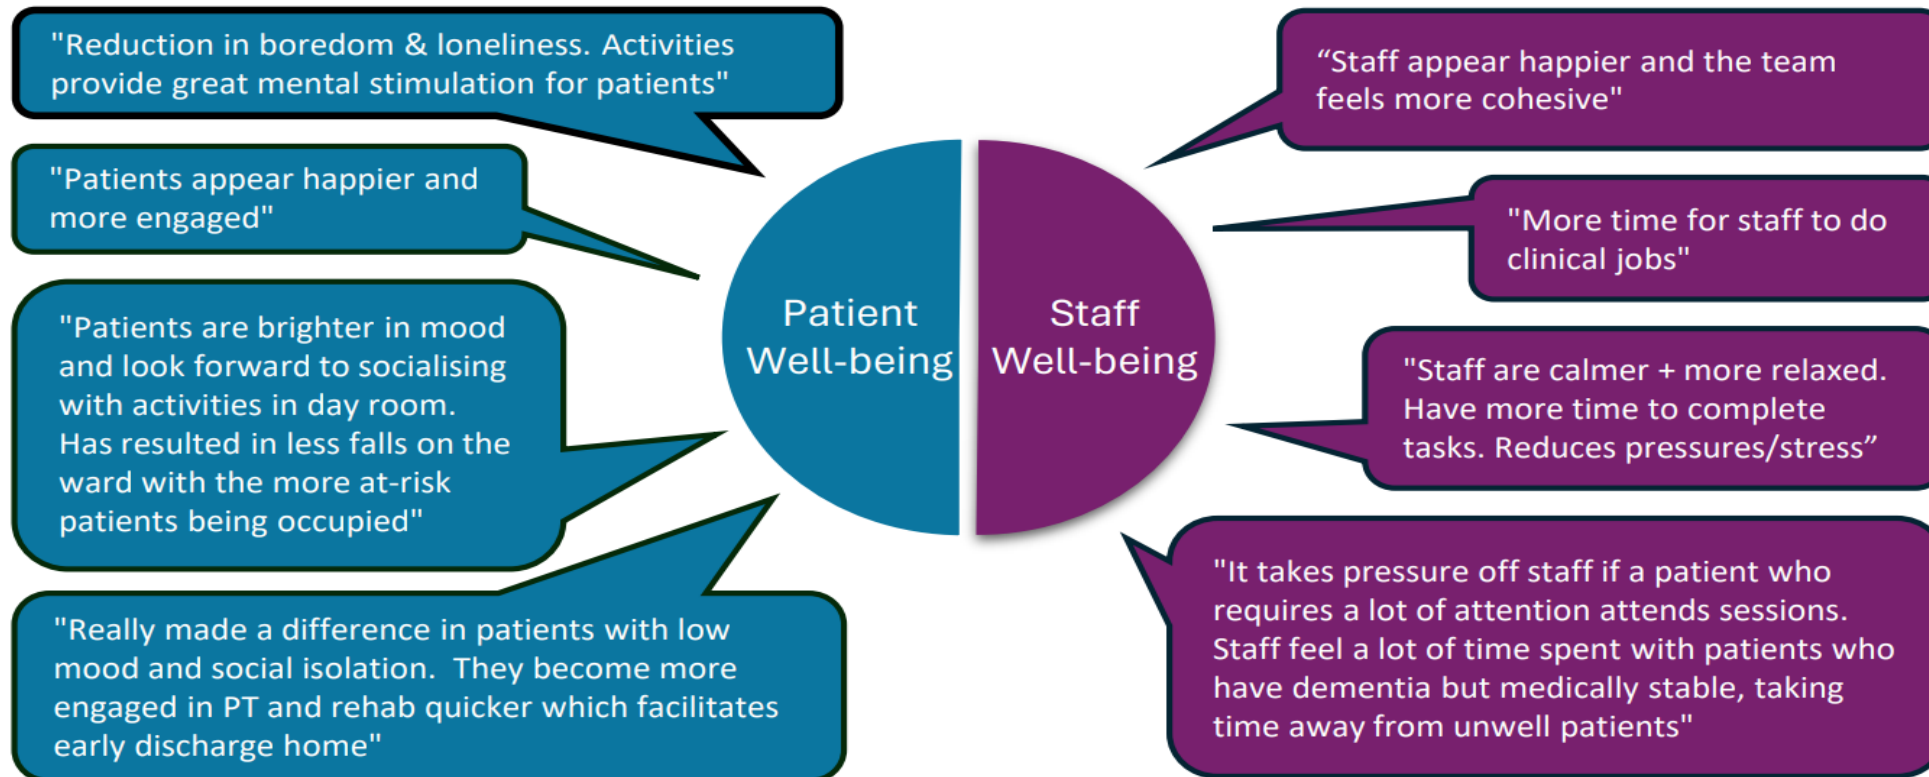 "Reduction in boredom & loneliness. Activities
provide great mental stimulation for patients"
"Patients appear happier and
more engaged"
"Patients are brighter in mood
and look forward to socialising
with activities in day room.
Has resulted in less falls on the
ward with the more at-risk
patients being occupied"
"Really made a difference in patients with low
mood and social isolation.  They become more
engaged in PT and rehab quicker which facilitates
early discharge home"
Patient
Well-being
Staff
Well-being
“Staff appear happier and the team
feels more cohesive"
"More time for staff to do
clinical jobs"
"Staff are calmer + more relaxed.
Have more time to complete
tasks. Reduces pressures/stress”
"It takes pressure off staff if a patient who
requires a lot of attention attends sessions.
Staff feel a lot of time spent with patients who
have dementia but medically stable, taking
time away from unwell patients"